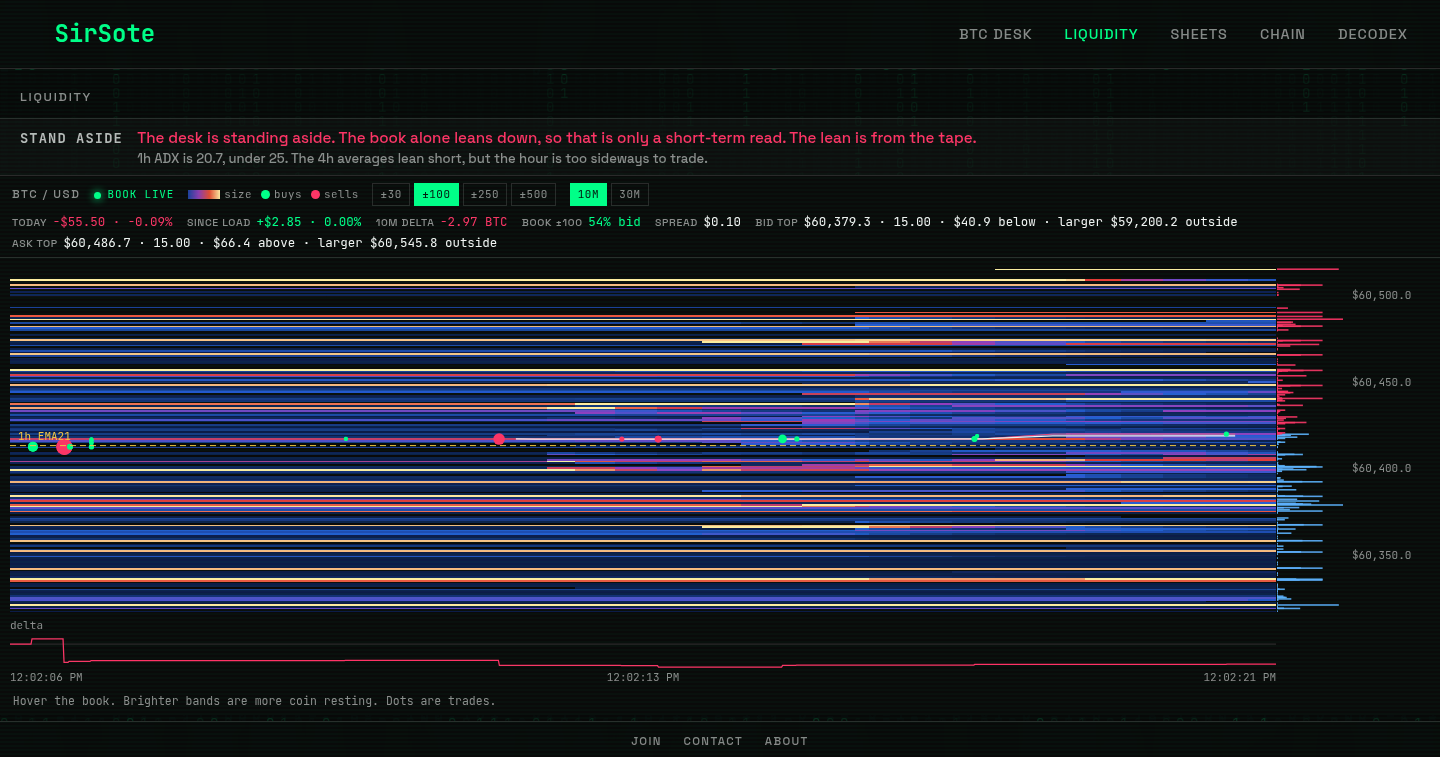 SirSote
BTC DESK LIQUIDITY SHEETS CHAIN DECODEX
LIQUIDITY
STAND ASIDE The desk is standing aside. The book alone leans down, so that is only a short-term read. The lean is from the tape.
1h ADX is 20.7, under 25. The 4h averages lean short, but the hour is too sideways to trade.
BTC / USD BOOK LIVE size buys sells ±30 ±100 ±250 ±500 10M 30M
TODAY -$55.50 · -0.09% SINCE LOAD +$2.85 · 0.00% 10M DELTA -2.97 BTC BOOK ±100 54% bid SPREAD $0.10 BID TOP $60,379.3 · 15.00 · $40.9 below · larger $59,200.2 outside
ASK TOP $60,486.7 · 15.00 · $66.4 above · larger $60,545.8 outside
$60,500.0
$60,450.0
1h EMA21
$60,400.0
$60,350.0
delta
12:02:06 PM 12:02:13 PM 12:02:21 PM
Hover the book. Brighter bands are more coin resting. Dots are trades.
JOIN CONTACT ABOUT